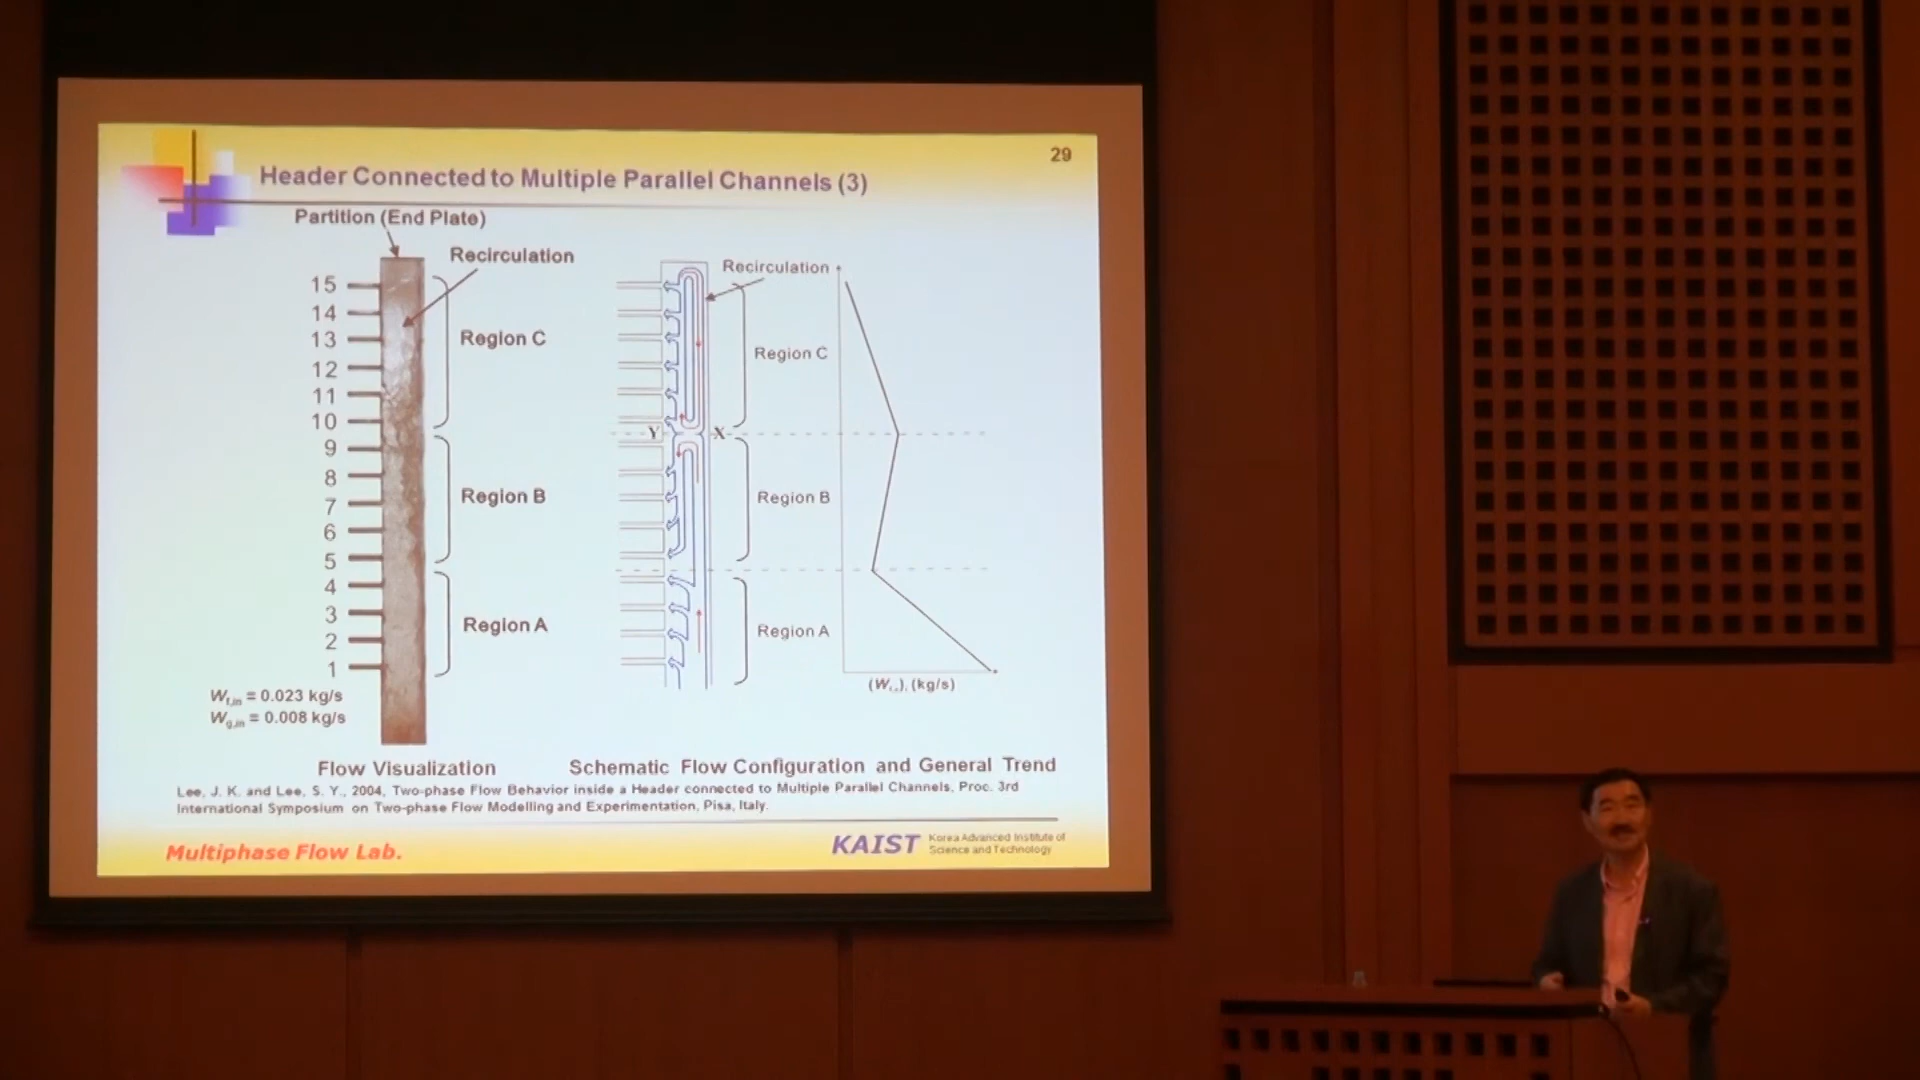 29
Header Connected to Multiple Parallel Channels (3)
Partition (End Plate)
Recirculation
15
14
13
12
11
10
9
8
7
6
5
4
3
2
1
Region C
Region B
Region A
W_f,in = 0.023 kg/s
W_g,in = 0.008 kg/s
Flow Visualization
Recirculation
Region C
Y
X
Region B
Region A
(kg/s)
Schematic Flow Configuration and General Trend
Lee, J. K. and Lee, S. Y., 2004, Two-phase Flow Behavior inside a Header connected to Multiple Parallel Channels, Proc. 3rd
International Symposium on Two-phase Flow Modelling and Experimentation, Pisa, Italy.
Multiphase Flow Lab.
KAIST
Korea Advanced Institute of
Science and Technology